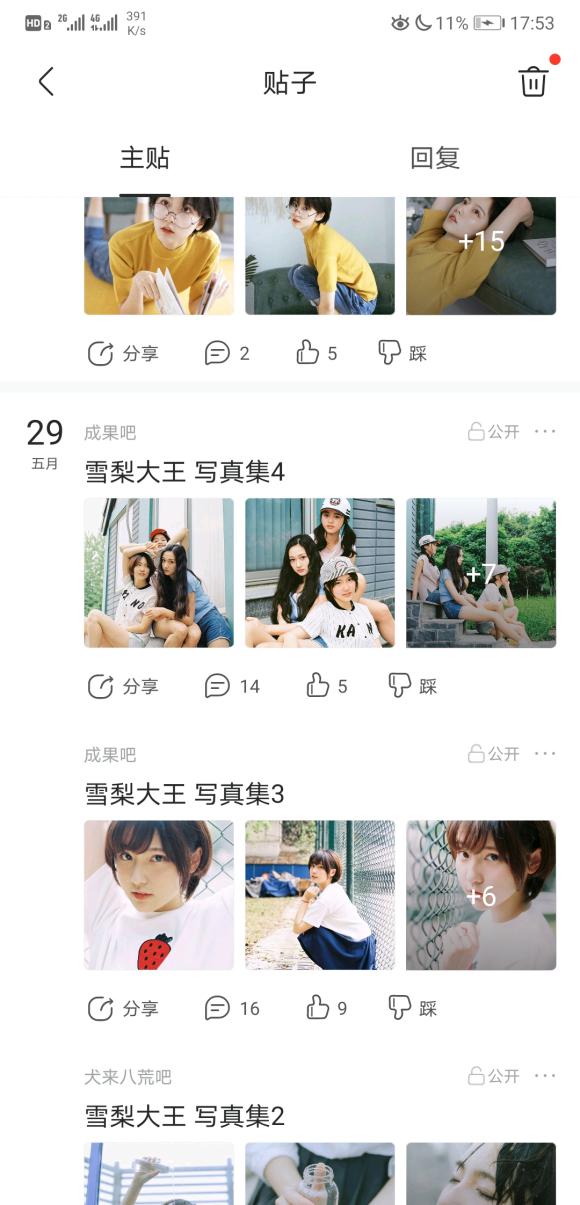 HD 2 2G 4G 391 K/s 11% 17:53
贴子
主贴 回复
+15
分享 2 5 踩
29 五月
成果吧 公开
雪梨大王 写真集4
+7
KA N
分享 14 5 踩
成果吧 公开
雪梨大王 写真集3
+6
分享 16 9 踩
犬来八荒吧 公开
雪梨大王 写真集2